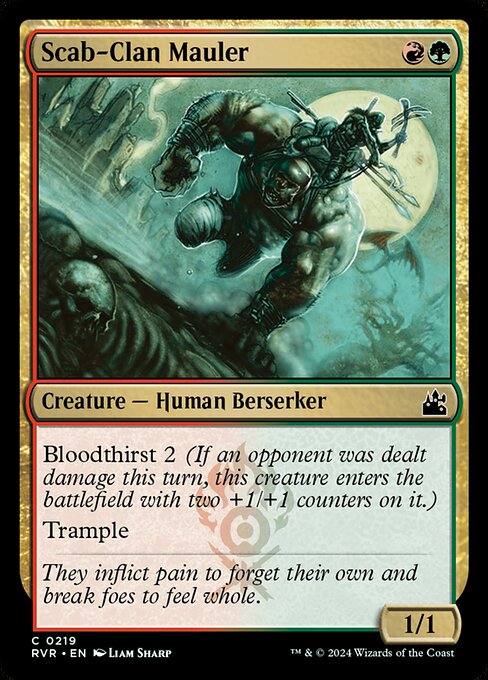 Scab-Clan Mauler
Creature — Human Berserker
Bloodthirst 2 (If an opponent was dealt
damage this turn, this creature enters the
battlefield with two +1/+1 counters on it.)
Trample
They inflict pain to forget their own and
break foes to feel whole.
1/1
C 0219
RVR • EN Liam Sharp
™ & © 2024 Wizards of the Coast